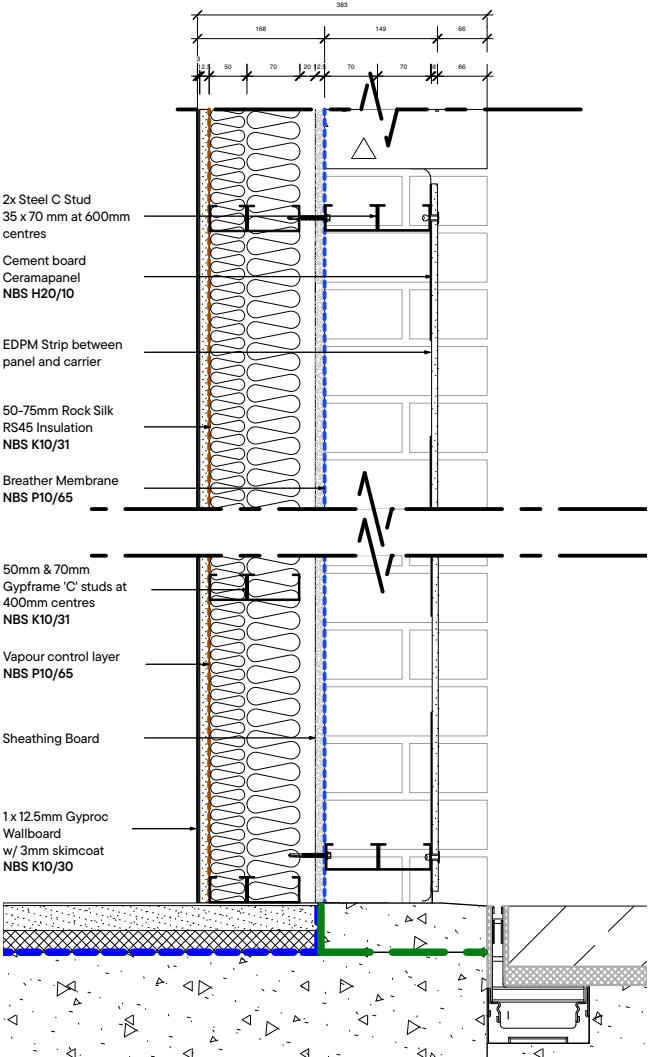 383
168 149 66
3
12.5 50 70 20 12.5 70 70 8 66
2x Steel C Stud
35 x 70 mm at 600mm
centres
Cement board
Ceramapanel
NBS H20/10
EDPM Strip between
panel and carrier
50-75mm Rock Silk
RS45 Insulation
NBS K10/31
Breather Membrane
NBS P10/65
50mm & 70mm
Gypframe 'C' studs at
400mm centres
NBS K10/31
Vapour control layer
NBS P10/65
Sheathing Board
1 x 12.5mm Gyproc
Wallboard
w/ 3mm skimcoat
NBS K10/30